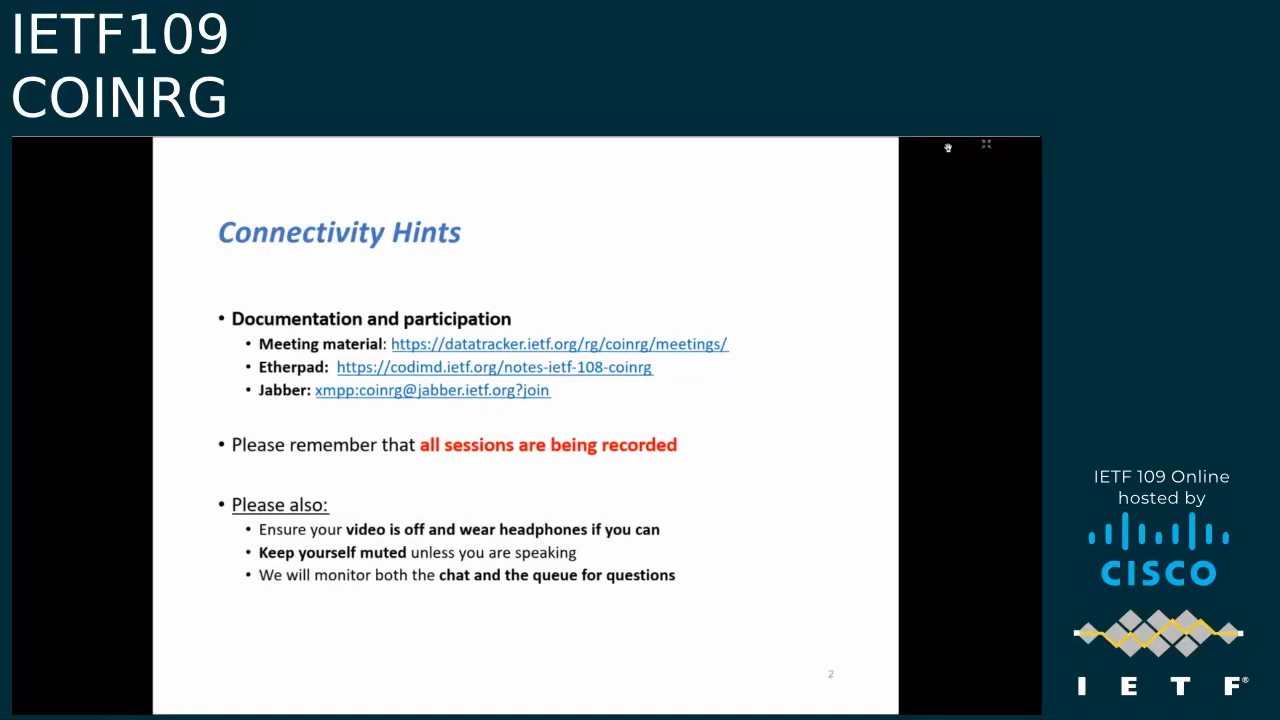 IETF109
COINRG
Connectivity Hints
• Documentation and participation
• Meeting material: https://datatracker.ietf.org/rg/coinrg/meetings/
• Etherpad: https://codimd.ietf.org/notes-ietf-108-coinrg
• Jabber: xmpp:coinrg@jabber.ietf.org?join
• Please remember that all sessions are being recorded
• Please also:
• Ensure your video is off and wear headphones if you can
• Keep yourself muted unless you are speaking
• We will monitor both the chat and the queue for questions
2
IETF 109 Online
hosted by
CISCO
I E T F®